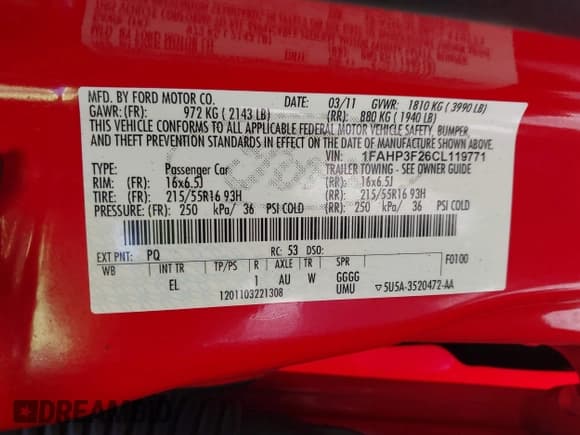 MFD. BY FORD MOTOR CO. DATE: 03/11 GVWR: 1810 KG ( 3990 LB)
GAWR: (FR): 972 KG ( 2143 LB) (RR): 880 KG ( 1940 LB)
THIS VEHICLE CONFORMS TO ALL APPLICABLE FEDERAL MOTOR VEHICLE SAFETY, BUMPER,
AND THEFT PREVENTION STANDARDS IN EFFECT ON THE DATE OF MANUFACTURE SHOWN ABOVE.
VIN: 1FAHP3F26CL119771
TYPE: Passenger Car TRAILER TOWING - SEE OWNER GUIDE
RIM: (FR) 16x6.5J (RR): 16x6.5J
TIRE: (FR) 215/55R16 93H (RR): 215/55R16 93H
PRESSURE: (FR) 250 kPa/ 36 PSI COLD (RR): 250 kPa/ 36 PSI COLD
EXT PNT: PQ RC: 53 DSO: F0100
WB INT TR TP/PS R AXLE TR SPR
EL 1 AU W GGGG
UMU
1201103221308 5U5A-3520472-AA
DREAMBID